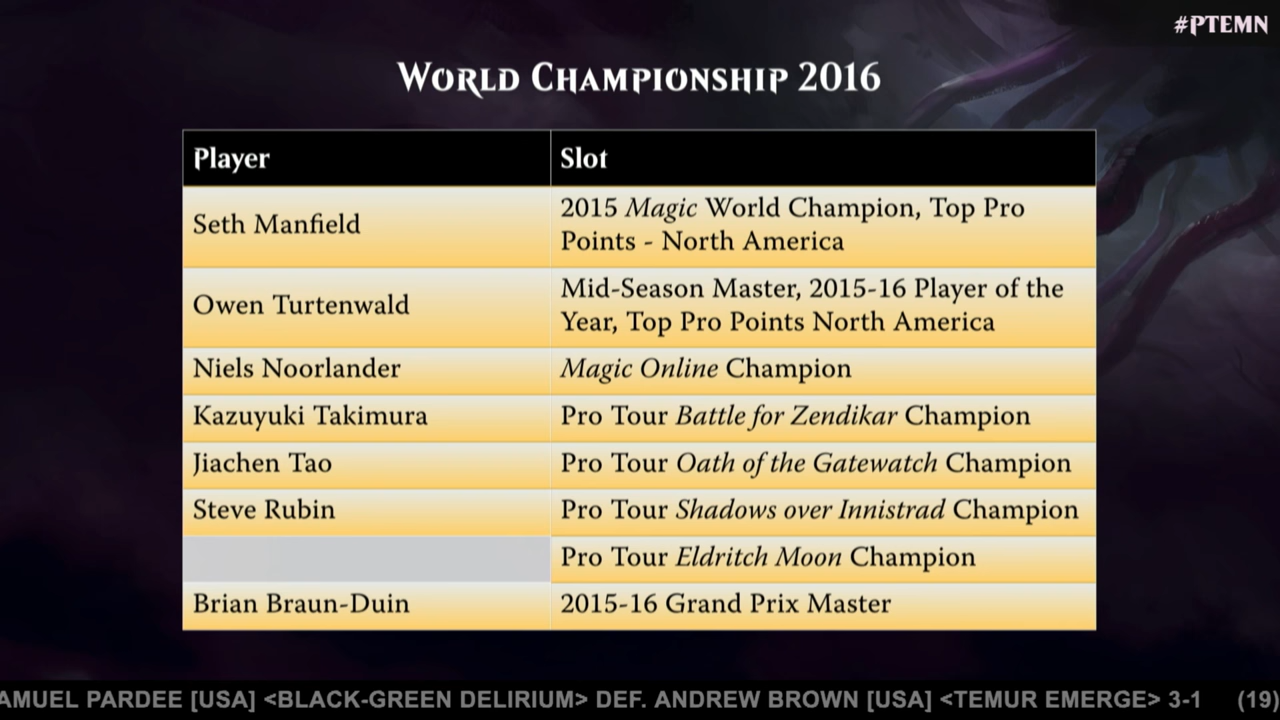 #PTEMN
World Championship 2016
Player Slot
Seth Manfield 2015 Magic World Champion, Top Pro
Points - North America
Owen Turtenwald Mid-Season Master, 2015-16 Player of the
Year, Top Pro Points North America
Niels Noorlander Magic Online Champion
Kazuyuki Takimura Pro Tour Battle for Zendikar Champion
Jiachen Tao Pro Tour Oath of the Gatewatch Champion
Steve Rubin Pro Tour Shadows over Innistrad Champion
Pro Tour Eldritch Moon Champion
Brian Braun-Duin 2015-16 Grand Prix Master
AMUEL PARDEE [USA] <BLACK-GREEN DELIRIUM> DEF. ANDREW BROWN [USA] <TEMUR EMERGE> 3-1 (19)